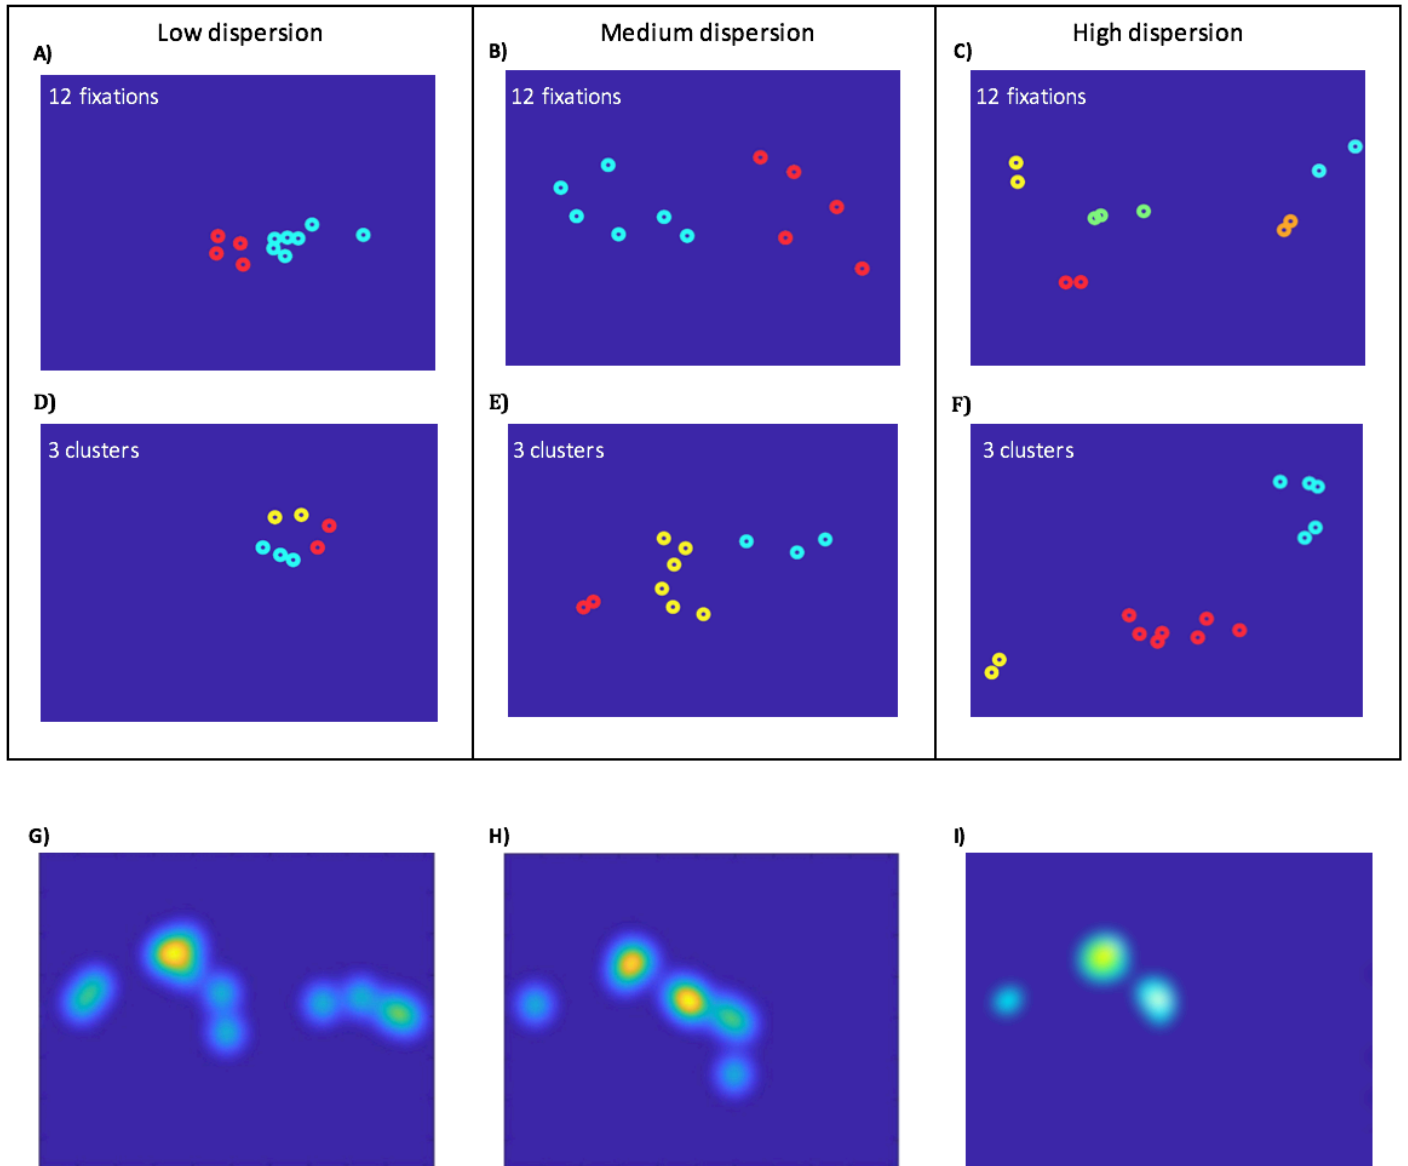 Low dispersion
Medium dispersion
High dispersion
A)
B)
C)
12 fixations
12 fixations
12 fixations
D)
E)
F)
3 clusters
3 clusters
3 clusters
G)
H)
I)